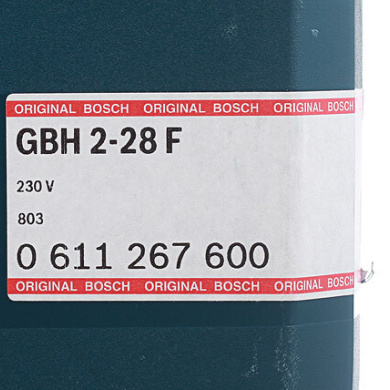 ORIGINAL BOSCH ORIGINAL BOSCH ORIGINAL BOSCH
GBH 2-28 F
230 V
803
0 611 267 600
ORIGINAL BOSCH ORIGINAL BOSCH ORIGINAL BOSCH